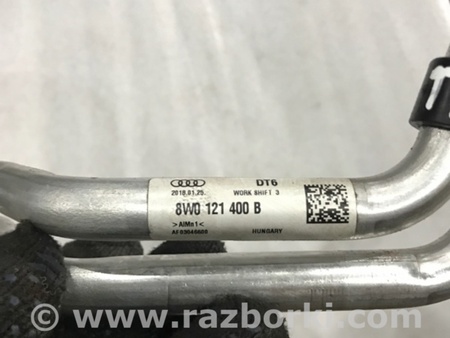 DT6
2018.01.25. WORK SHIFT 3
8W0 121 400 B
>AlMn1<
HUNGARY
www.razborki.com